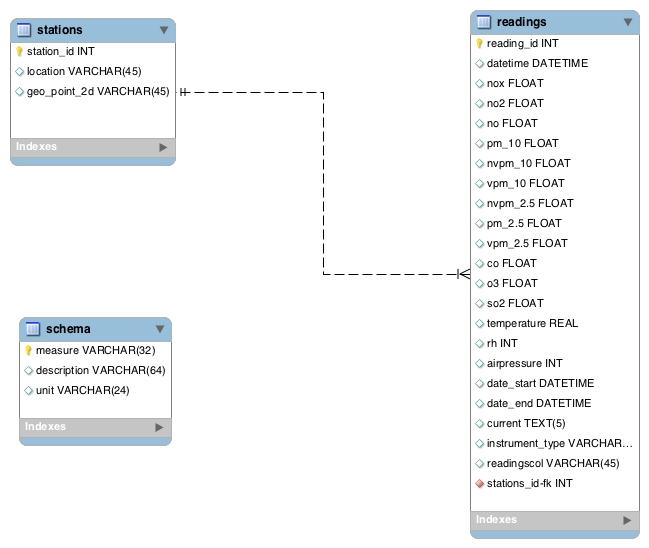 stations
station_id INT
location VARCHAR(45)
geo_point_2d VARCHAR(45)
Indexes
schema
measure VARCHAR(32)
description VARCHAR(64)
unit VARCHAR(24)
Indexes
readings
reading_id INT
datetime DATETIME
nox FLOAT
no2 FLOAT
no FLOAT
pm_10 FLOAT
nvpm_10 FLOAT
vpm_10 FLOAT
nvpm_2.5 FLOAT
pm_2.5 FLOAT
vpm_2.5 FLOAT
co FLOAT
o3 FLOAT
so2 FLOAT
temperature REAL
rh INT
airpressure INT
date_start DATETIME
date_end DATETIME
current TEXT(5)
instrument_type VARCHAR...
readingscol VARCHAR(45)
stations_id-fk INT
Indexes